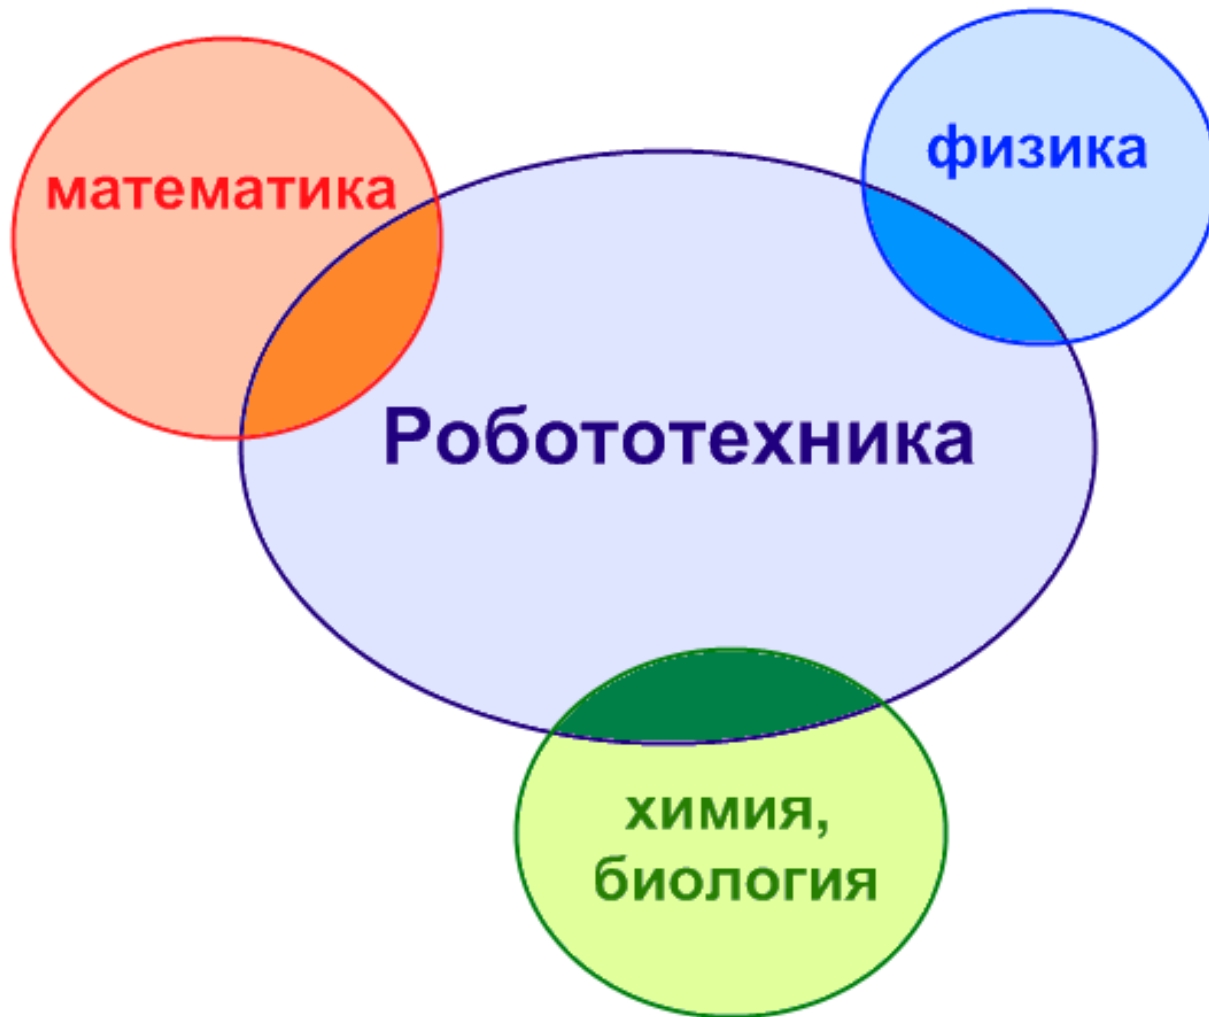 математика
физика
Робототехника
химия,
биология